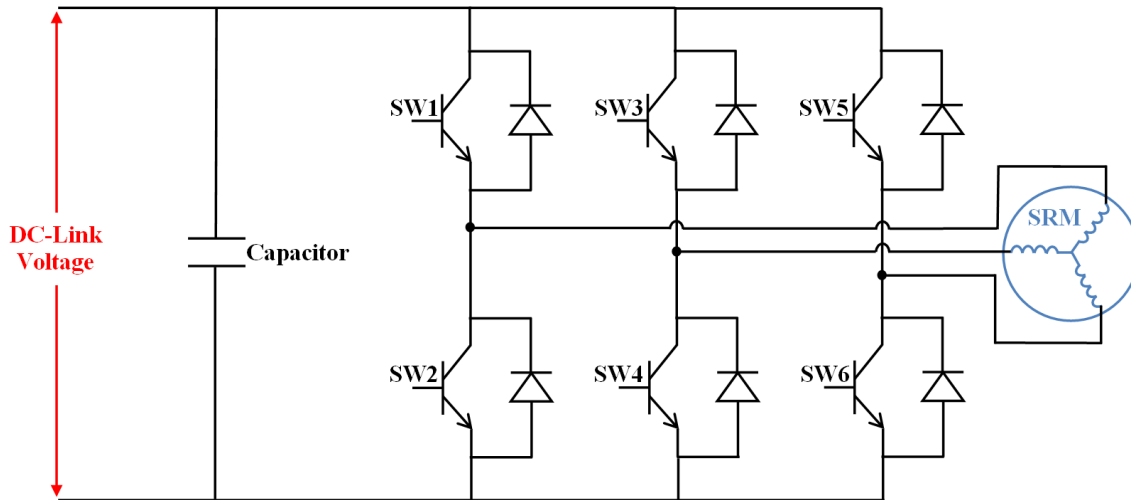 SW1
SW3
SW5
SRM
DC-Link
Voltage
Capacitor
SW2
SW4
SW6